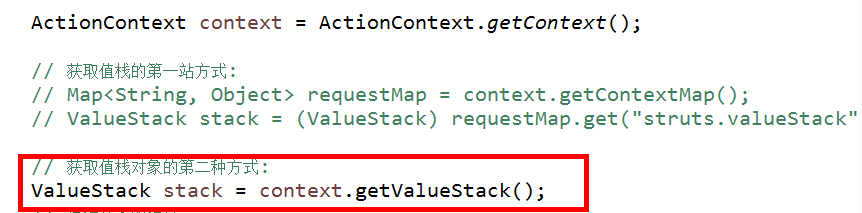 ActionContext context = ActionContext.getContext();
// 获取值栈的第一站方式:
// Map<String, Object> requestMap = context.getContextMap();
// ValueStack stack = (ValueStack) requestMap.get("struts.valueStack"
// 获取值栈对象的第二种方式:
ValueStack stack = context.getValueStack();